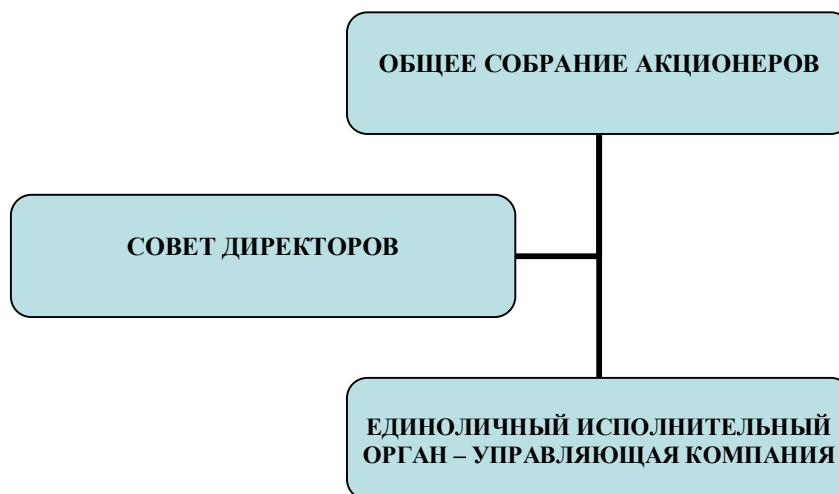 ОБЩЕЕ СОБРАНИЕ АКЦИОНЕРОВ
СОВЕТ ДИРЕКТОРОВ
ЕДИНОЛИЧНЫЙ ИСПОЛНИТЕЛЬНЫЙ
ОРГАН – УПРАВЛЯЮЩАЯ КОМПАНИЯ